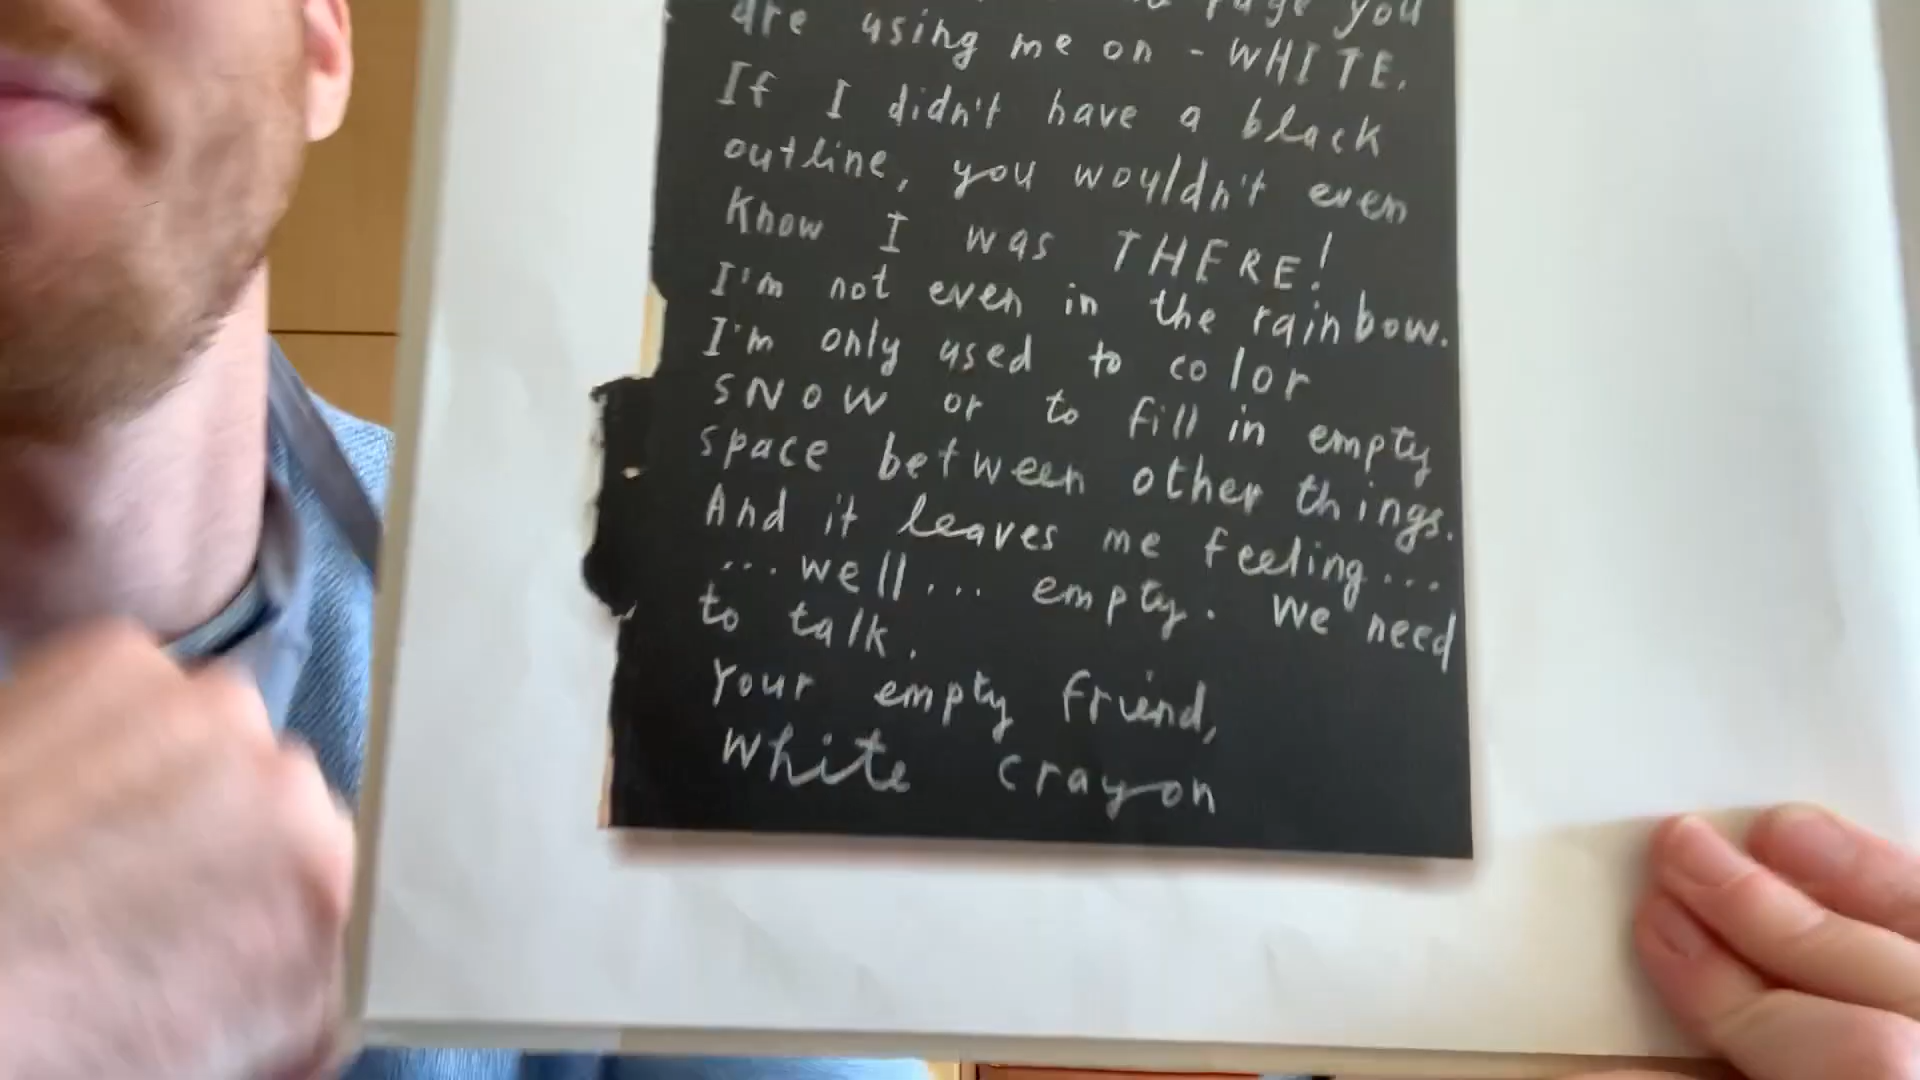 page you
are using me on - WHITE.
If I didn't have a black
outline, you wouldn't even
Know I was THERE!
I'm not even in the rainbow.
I'm only used to color
SNOW or to fill in empty
space between other things.
And it leaves me feeling...
...well... empty. We need
to talk.
Your empty friend,
White crayon